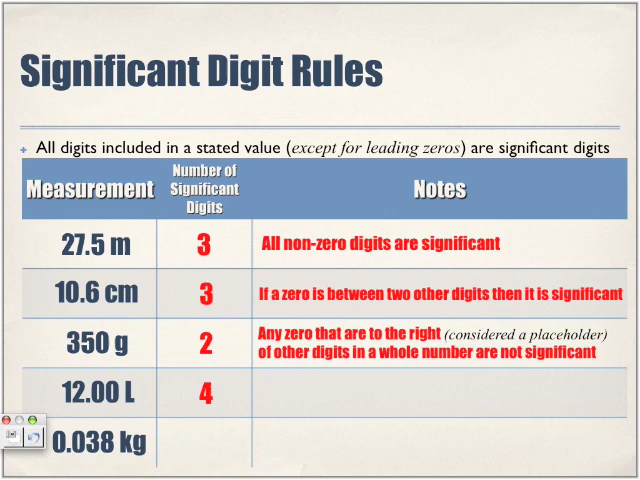 Significant Digit Rules
All digits included in a stated value (except for leading zeros) are significant digits
Measurement
Number of
Significant
Digits
Notes
27.5 m
3
All non-zero digits are significant
10.6 cm
3
If a zero is between two other digits then it is significant
350 g
2
Any zero that are to the right (considered a placeholder)
of other digits in a whole number are not significant
12.00 L
4
0.038 kg